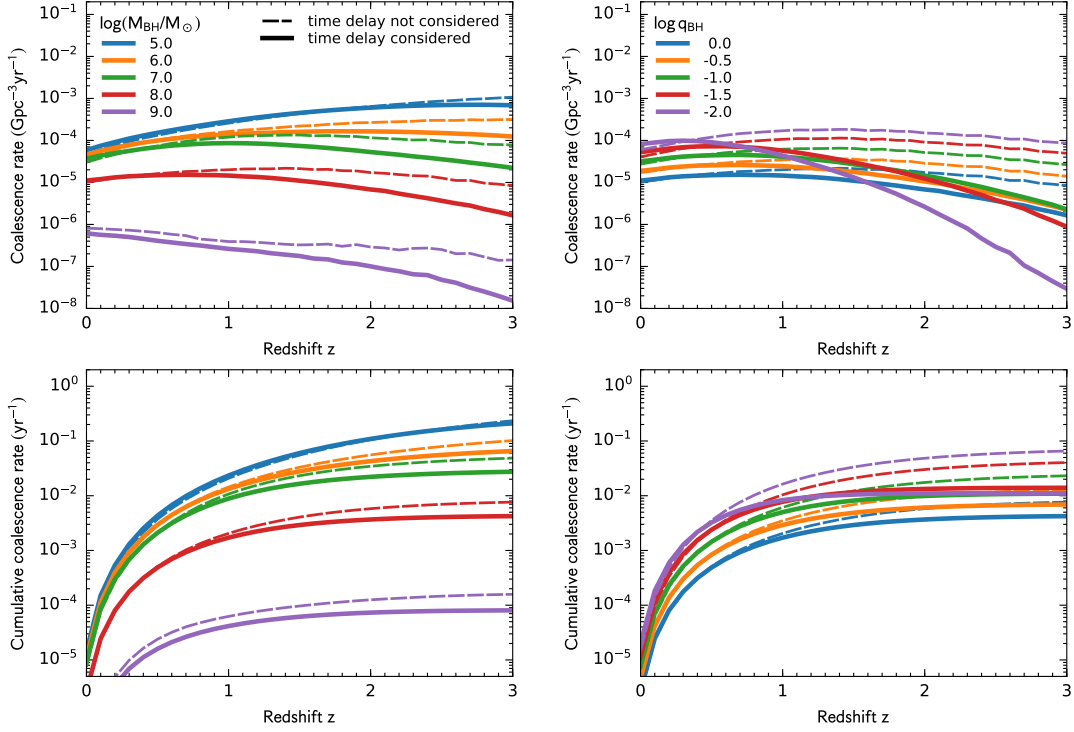 log(M_BH/M_⊙)
5.0
6.0
7.0
8.0
9.0
time delay not considered
time delay considered
10⁻¹
10⁻²
10⁻³
10⁻⁴
10⁻⁵
10⁻⁶
10⁻⁷
10⁻⁸
Coalescence rate (Gpc⁻³yr⁻¹)
0 1 2 3
Redshift z
log q_BH
0.0
-0.5
-1.0
-1.5
-2.0
10⁻¹
10⁻²
10⁻³
10⁻⁴
10⁻⁵
10⁻⁶
10⁻⁷
10⁻⁸
Coalescence rate (Gpc⁻³yr⁻¹)
0 1 2 3
Redshift z
10⁰
10⁻¹
10⁻²
10⁻³
10⁻⁴
10⁻⁵
Cumulative coalescence rate (yr⁻¹)
0 1 2 3
Redshift z
10⁰
10⁻¹
10⁻²
10⁻³
10⁻⁴
10⁻⁵
Cumulative coalescence rate (yr⁻¹)
0 1 2 3
Redshift z